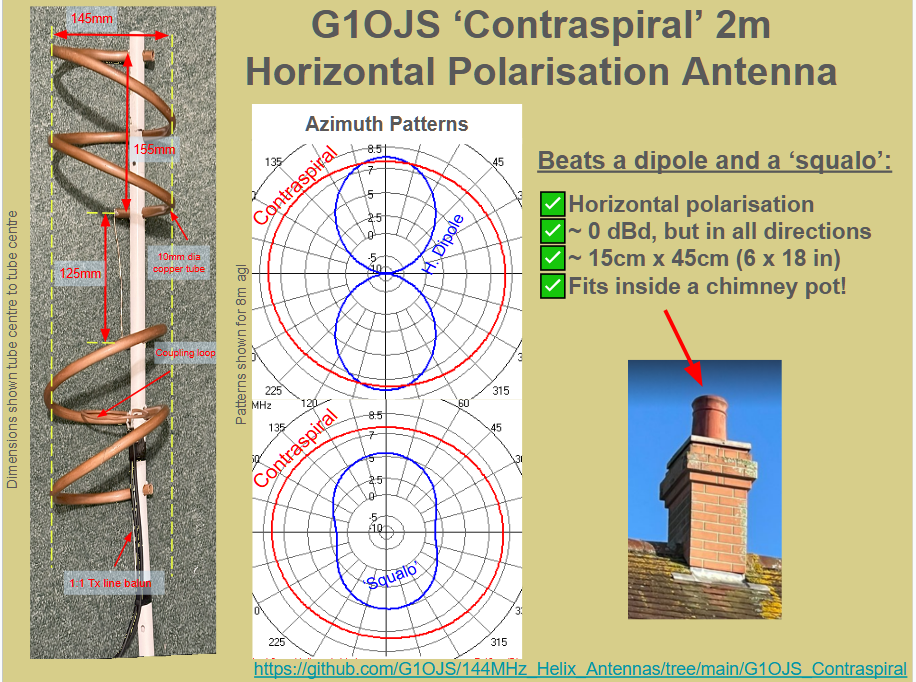 G1OJS ‘Contraspiral’ 2m
Horizontal Polarisation Antenna
145mm
155mm
10mm dia
copper tube
125mm
Coupling loop
1:1 Tx line balun
Dimensions shown tube centre to tube centre
Azimuth Patterns
Patterns shown for 8m agl
135
8.5
45
7
5
2.5
0
-5
-10
Contraspiral
H. Dipole
225
315
MHz
120
8.5
60
135
7
45
5
2.5
0
-5
-10
Contraspiral
‘Squalo’
225
315
Beats a dipole and a ‘squalo’:
Horizontal polarisation
~ 0 dBd, but in all directions
~ 15cm x 45cm (6 x 18 in)
Fits inside a chimney pot!
https://github.com/G1OJS/144MHz_Helix_Antennas/tree/main/G1OJS_Contraspiral